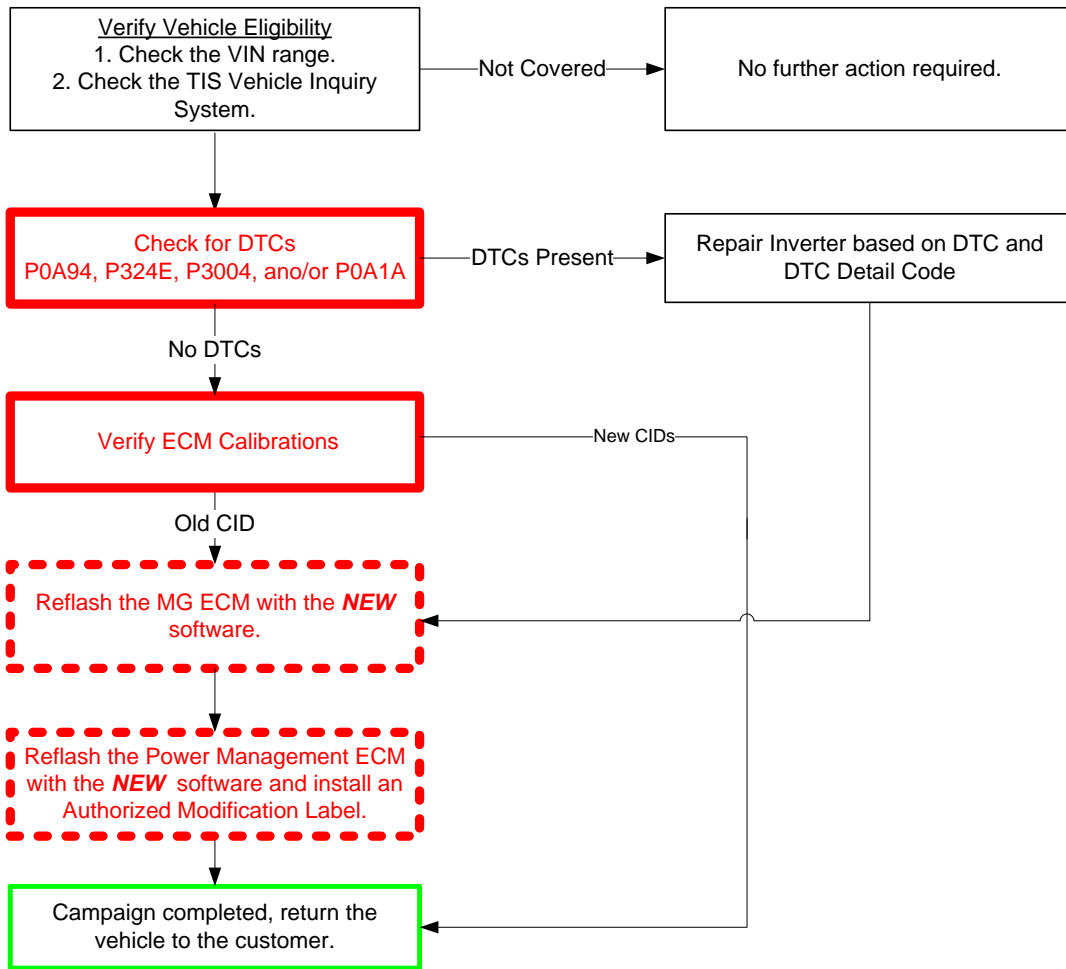 Verify Vehicle Eligibility
1. Check the VIN range.
2. Check the TIS Vehicle Inquiry
System.
Not Covered
No further action required.
Check for DTCs
P0A94, P324E, P3004, ano/or P0A1A
DTCs Present
Repair Inverter based on DTC and
DTC Detail Code
No DTCs
Verify ECM Calibrations
New CIDs
Old CID
Reflash the MG ECM with the NEW
software.
Reflash the Power Management ECM
with the NEW software and install an
Authorized Modification Label.
Campaign completed, return the
vehicle to the customer.